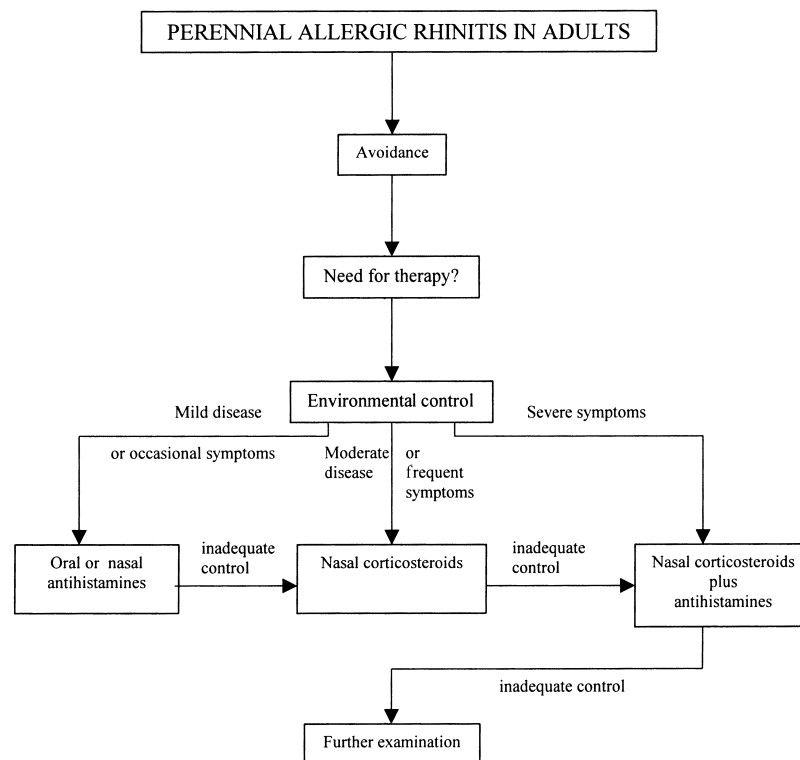 PERENNIAL ALLERGIC RHINITIS IN ADULTS
Avoidance
Need for therapy?
Environmental control
Mild disease
or occasional symptoms
Moderate or
disease frequent
symptoms
Severe symptoms
Oral or nasal
antihistamines
inadequate
control
Nasal corticosteroids
inadequate
control
Nasal corticosteroids
plus
antihistamines
inadequate control
Further examination